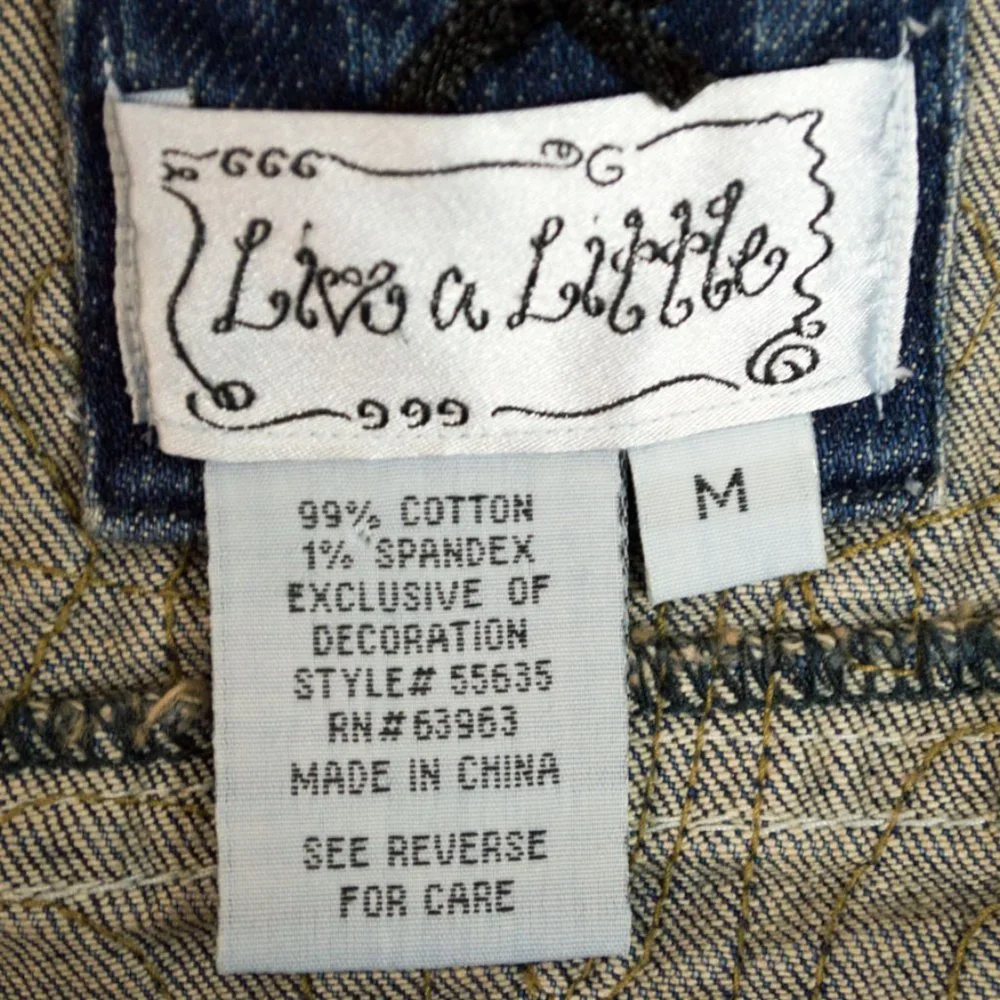 Live a Little
M
99% COTTON
1% SPANDEX
EXCLUSIVE OF
DECORATION
STYLE# 55635
RN# 63963
MADE IN CHINA
SEE REVERSE
FOR CARE